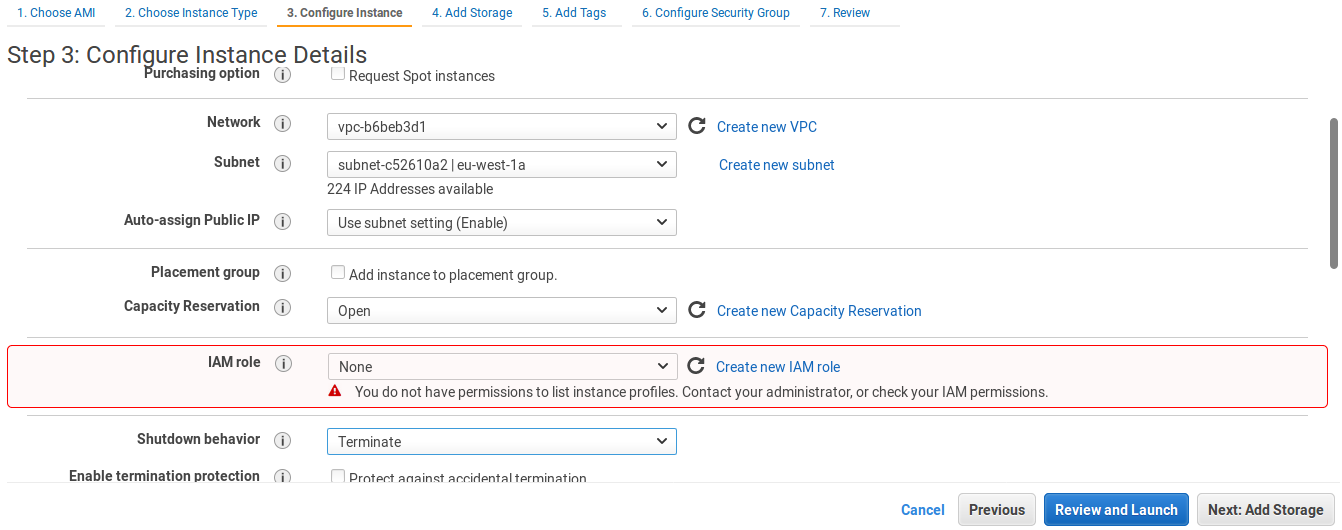 1. Choose AMI 2. Choose Instance Type 3. Configure Instance 4. Add Storage 5. Add Tags 6. Configure Security Group 7. Review
Step 3: Configure Instance Details
Purchasing option i Request Spot instances
Network i vpc-b6beb3d1 Create new VPC
Subnet i subnet-c52610a2 | eu-west-1a Create new subnet
224 IP Addresses available
Auto-assign Public IP i Use subnet setting (Enable)
Placement group i Add instance to placement group.
Capacity Reservation i Open Create new Capacity Reservation
IAM role i None Create new IAM role
You do not have permissions to list instance profiles. Contact your administrator, or check your IAM permissions.
Shutdown behavior i Terminate
Enable termination protection i Protect against accidental termination
Cancel Previous Review and Launch Next: Add Storage